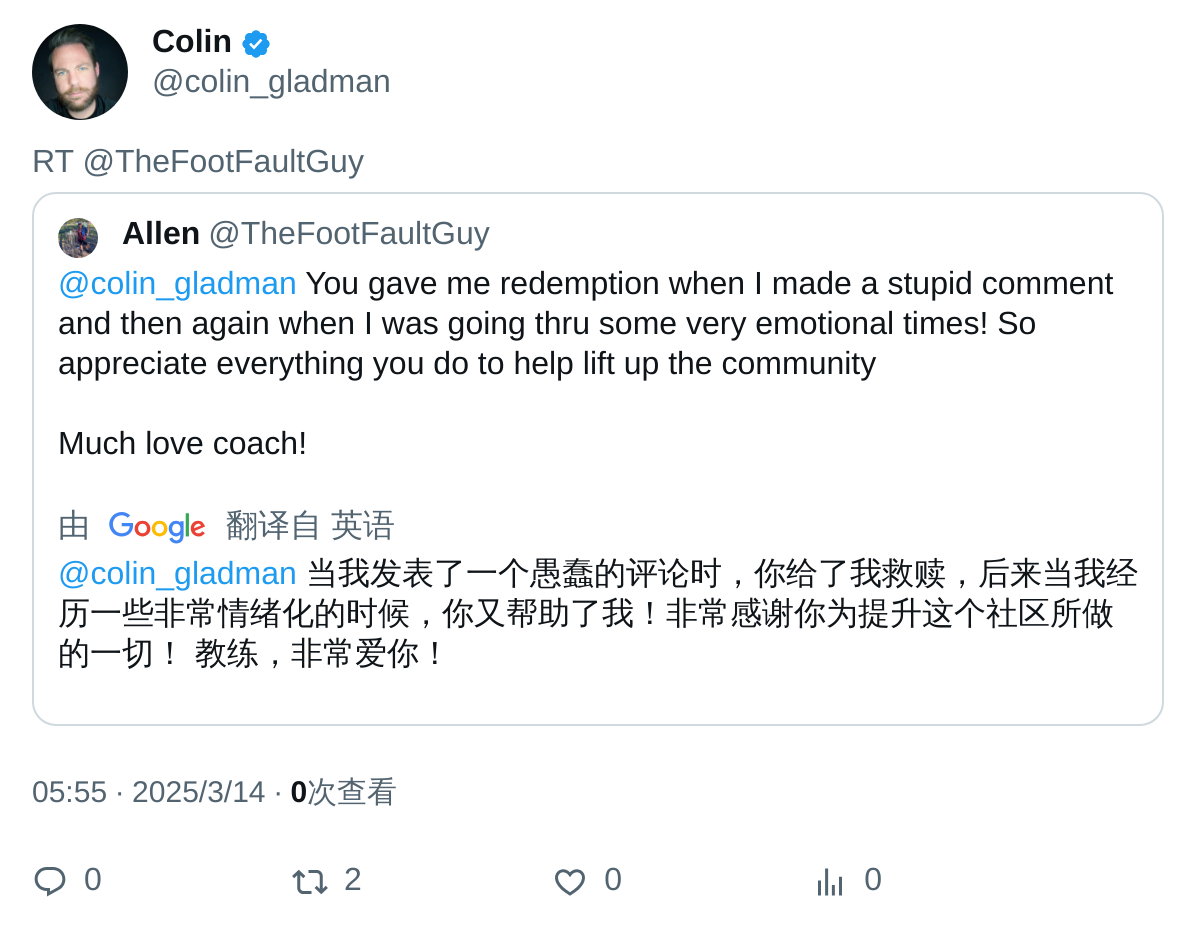 Colin
@colin_gladman
RT @TheFootFaultGuy
Allen @TheFootFaultGuy
@colin_gladman You gave me redemption when I made a stupid comment
and then again when I was going thru some very emotional times! So
appreciate everything you do to help lift up the community
Much love coach!
由 Google 翻译自 英语
@colin_gladman 当我发表了一个愚蠢的评论时，你给了我救赎，后来当我经
历一些非常情绪化的时候，你又帮助了我！非常感谢你为提升这个社区所做
的一切！ 教练，非常爱你！
05:55 · 2025/3/14 · 0次查看
0 2 0 0